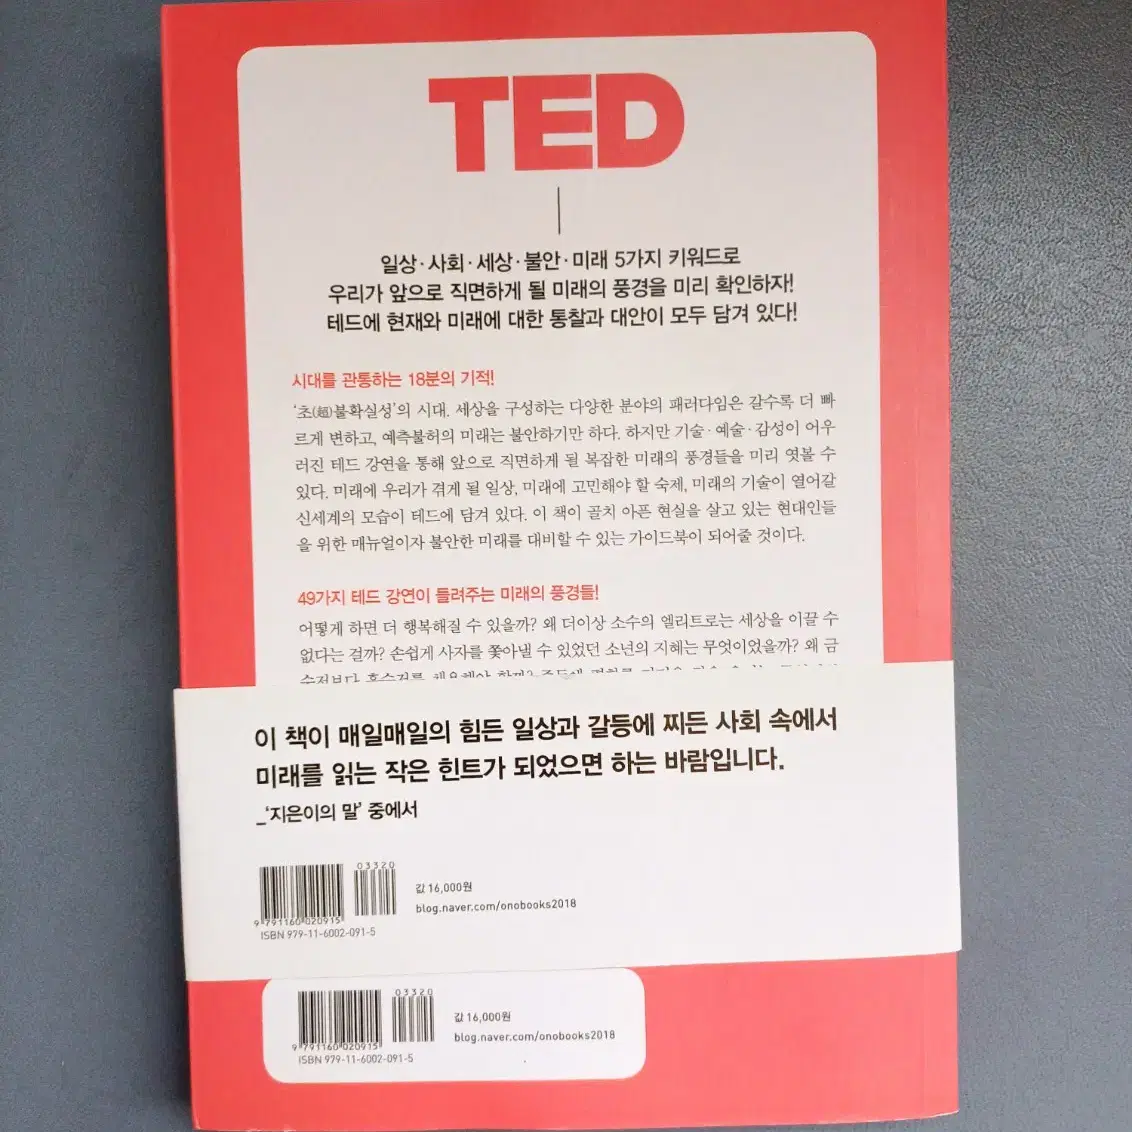 TED
일상·사회·세상·불안·미래 5가지 키워드로
우리가 앞으로 직면하게 될 미래의 풍경을 미리 확인하자!
테드에 현재와 미래에 대한 통찰과 대안이 모두 담겨 있다!
시대를 관통하는 18분의 기적!
‘초(超)불확실성’의 시대. 세상을 구성하는 다양한 분야의 패러다임은 갈수록 더 빠
르게 변하고, 예측불허의 미래는 불안하기만 하다. 하지만 기술·예술·감성이 어우
러진 테드 강연을 통해 앞으로 직면하게 될 복잡한 미래의 풍경들을 미리 엿볼 수
있다. 미래에 우리가 겪게 될 일상, 미래에 고민해야 할 숙제, 미래의 기술이 열어갈
신세계의 모습이 테드에 담겨 있다. 이 책이 골치 아픈 현실을 살고 있는 현대인들
을 위한 매뉴얼이자 불안한 미래를 대비할 수 있는 가이드북이 되어줄 것이다.
49가지 테드 강연이 들려주는 미래의 풍경들!
어떻게 하면 더 행복해질 수 있을까? 왜 더이상 소수의 엘리트로는 세상을 이끌 수
없다는 걸까? 손쉽게 사자를 쫓아낼 수 있었던 소년의 지혜는 무엇이었을까? 왜 금
수저보다 흙수저를 채용해야 할까?
이 책이 매일매일의 힘든 일상과 갈등에 찌든 사회 속에서
미래를 읽는 작은 힌트가 되었으면 하는 바람입니다.
_‘지은이의 말’ 중에서
03320
값 16,000원
blog.naver.com/onobooks2018
9 791160 020915
ISBN 979-11-6002-091-5
03320
값 16,000원
blog.naver.com/onobooks2018
9 791160 020915
ISBN 979-11-6002-091-5